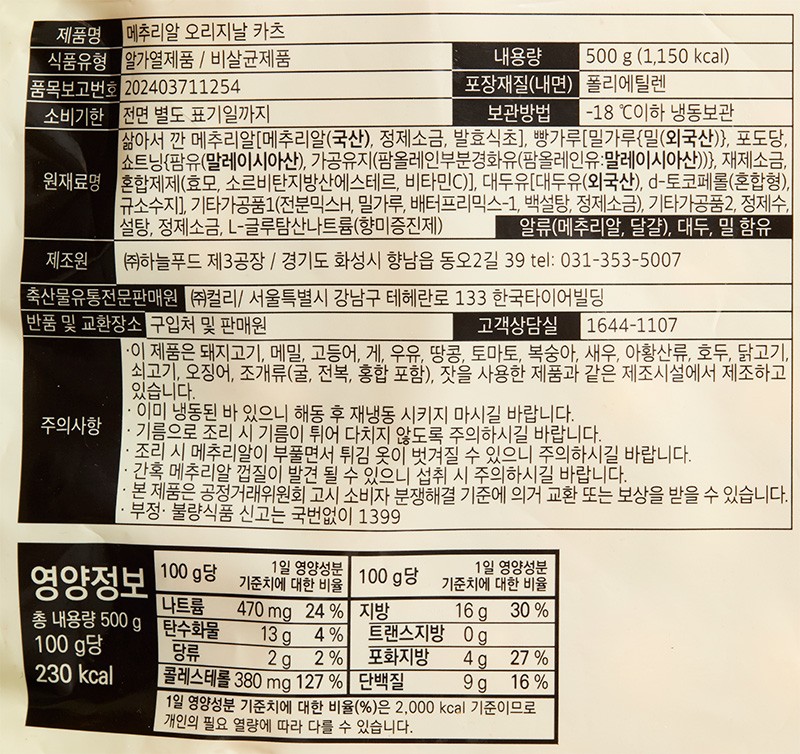 제품명 메추리알 오리지날 카츠
식품유형 알가열제품 / 비살균제품 내용량 500 g (1,150 kcal)
품목보고번호 202403711254 포장재질(내면) 폴리에틸렌
소비기한 전면 별도 표기일까지 보관방법 -18 ℃이하 냉동보관
원재료명
삶아서 깐 메추리알[메추리알(국산), 정제소금, 발효식초], 빵가루[밀가루{밀(외국산)}, 포도당,
쇼트닝{팜유(말레이시아산), 가공유지(팜올레인부분경화유(팜올레인유:말레이시아산))}, 재제소금,
혼합제제(효모, 소르비탄지방산에스테르, 비타민C)], 대두유[대두유(외국산), d-토코페롤(혼합형),
규소수지], 기타가공품1(전분믹스H, 밀가루, 배터프리믹스-1, 백설탕, 정제소금), 기타가공품2, 정제수,
설탕, 정제소금, L-글루탐산나트륨(향미증진제) 알류(메추리알, 달걀), 대두, 밀 함유
제조원 ㈜하늘푸드 제3공장 / 경기도 화성시 향남읍 동오2길 39 tel: 031-353-5007
축산물유통전문판매원 ㈜컬리/ 서울특별시 강남구 테헤란로 133 한국타이어빌딩
반품 및 교환장소 구입처 및 판매원 고객상담실 1644-1107
주의사항
·이 제품은 돼지고기, 메밀, 고등어, 게, 우유, 땅콩, 토마토, 복숭아, 새우, 아황산류, 호두, 닭고기,
쇠고기, 오징어, 조개류(굴, 전복, 홍합 포함), 잣을 사용한 제품과 같은 제조시설에서 제조하고
있습니다.
· 이미 냉동된 바 있으니 해동 후 재냉동 시키지 마시길 바랍니다.
· 기름으로 조리 시 기름이 튀어 다치지 않도록 주의하시길 바랍니다.
· 조리 시 메추리알이 부풀면서 튀김 옷이 벗겨질 수 있으니 주의하시길 바랍니다.
· 간혹 메추리알 껍질이 발견 될 수 있으니 섭취 시 주의하시길 바랍니다.
· 본 제품은 공정거래위원회 고시 소비자 분쟁해결 기준에 의거 교환 또는 보상을 받을 수 있습니다.
· 부정· 불량식품 신고는 국번없이 1399
영양정보
총 내용량 500 g
100 g당
230 kcal
100 g당 1일 영양성분 기준치에 대한 비율 100 g당 1일 영양성분 기준치에 대한 비율
나트륨 470 mg 24 % 지방 16 g 30 %
탄수화물 13 g 4 % 트랜스지방 0 g
당류 2 g 2 % 포화지방 4 g 27 %
콜레스테롤 380 mg 127 % 단백질 9 g 16 %
1일 영양성분 기준치에 대한 비율(%)은 2,000 kcal 기준이므로
개인의 필요 열량에 따라 다를 수 있습니다.